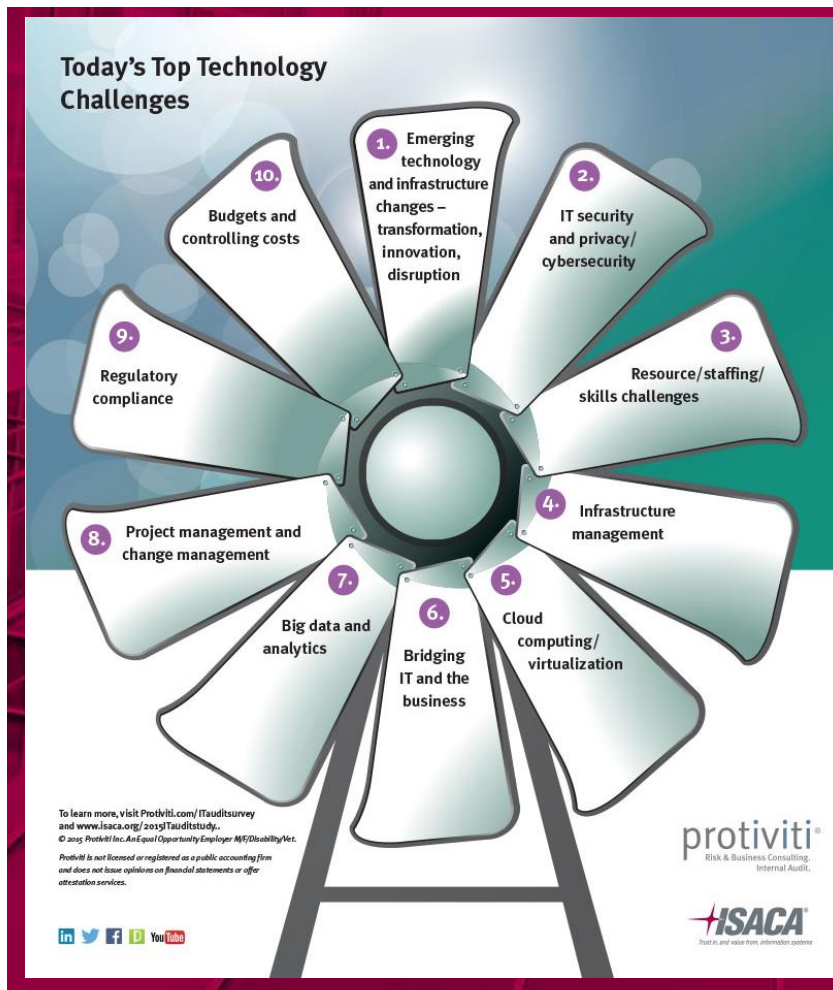 Today's Top Technology
Challenges
1. Emerging
technology
and infrastructure
changes –
transformation,
innovation,
disruption
2.
IT security
and privacy/
cybersecurity
3.
Resource/staffing/
skills challenges
4. Infrastructure
management
5.
Cloud
computing/
virtualization
6.
Bridging
IT and the
business
7.
Big data and
analytics
8. Project management and
change management
9.
Regulatory
compliance
10.
Budgets and
controlling costs
To learn more, visit Protiviti.com/ITauditsurvey
and www.isaca.org/2015ITauditstudy..
© 2015 Protiviti Inc. An Equal Opportunity Employer M/F/Disability/Vet.
Protiviti is not licensed or registered as a public accounting firm
and does not issue opinions on financial statements or offer
attestation services.
in f D YouTube
protiviti®
Risk & Business Consulting.
Internal Audit.
ISACA®
Trust in, and value from, information systems